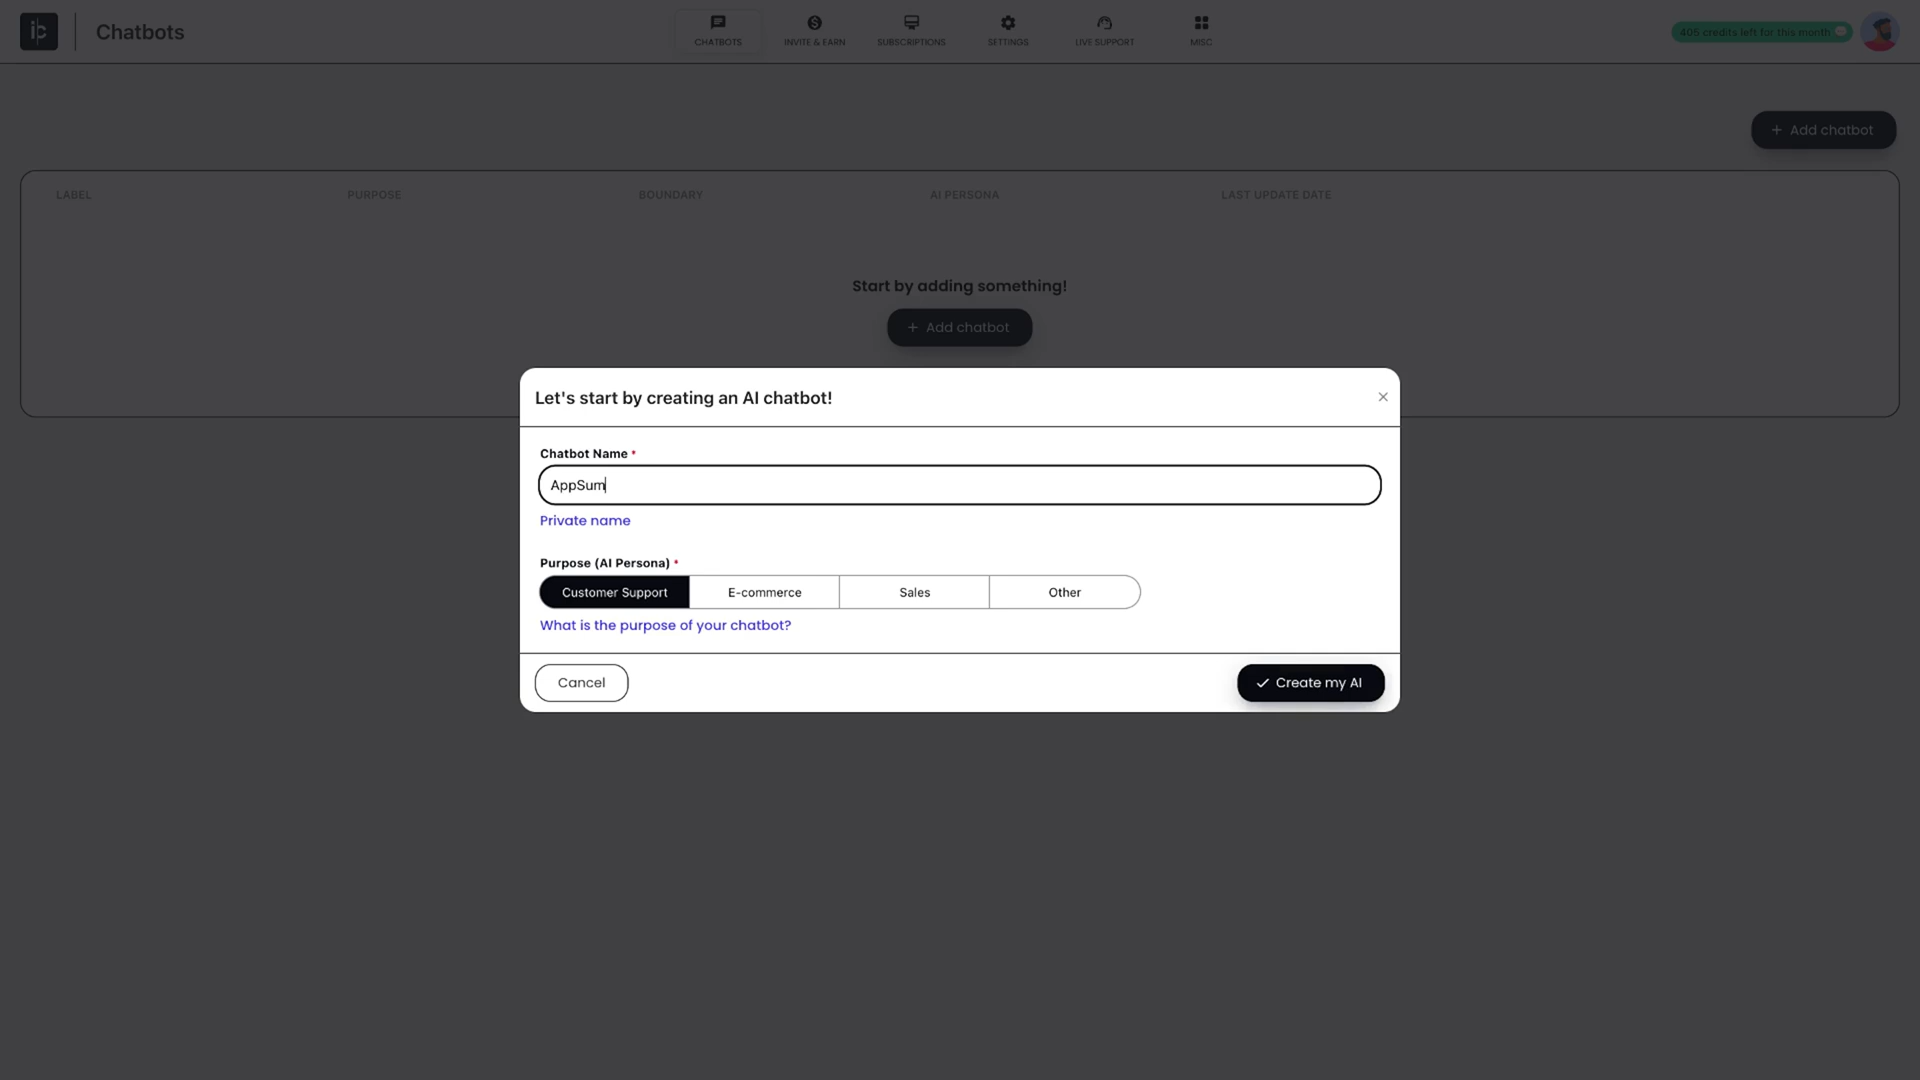 ic
Chatbots
CHATBOTS
INVITE & EARN
SUBSCRIPTIONS
SETTINGS
LIVE SUPPORT
MISC
405 credits left for this month
+ Add chatbot
LABEL PURPOSE BOUNDARY AI PERSONA LAST UPDATE DATE
Start by adding something!
+ Add chatbot
Let's start by creating an AI chatbot!
Chatbot Name *
AppSum
Private name
Purpose (AI Persona) *
Customer Support E-commerce Sales Other
What is the purpose of your chatbot?
Cancel
Create my AI